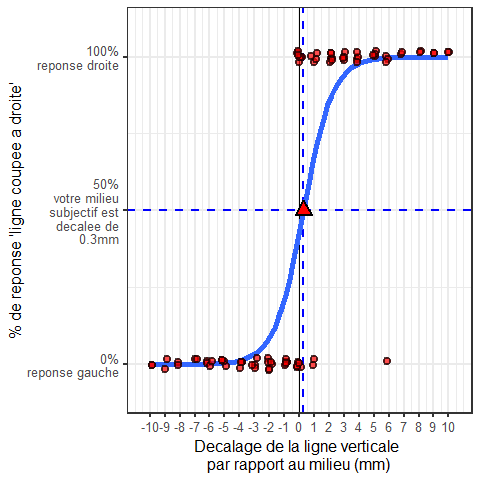 % de reponse 'ligne coupee a droite'
100%
reponse droite
50%
votre milieu
subjectif est
decalee de
0.3mm
0%
reponse gauche
-10 -9 -8 -7 -6 -5 -4 -3 -2 -1 0 1 2 3 4 5 6 7 8 9 10
Decalage de la ligne verticale
par rapport au milieu (mm)